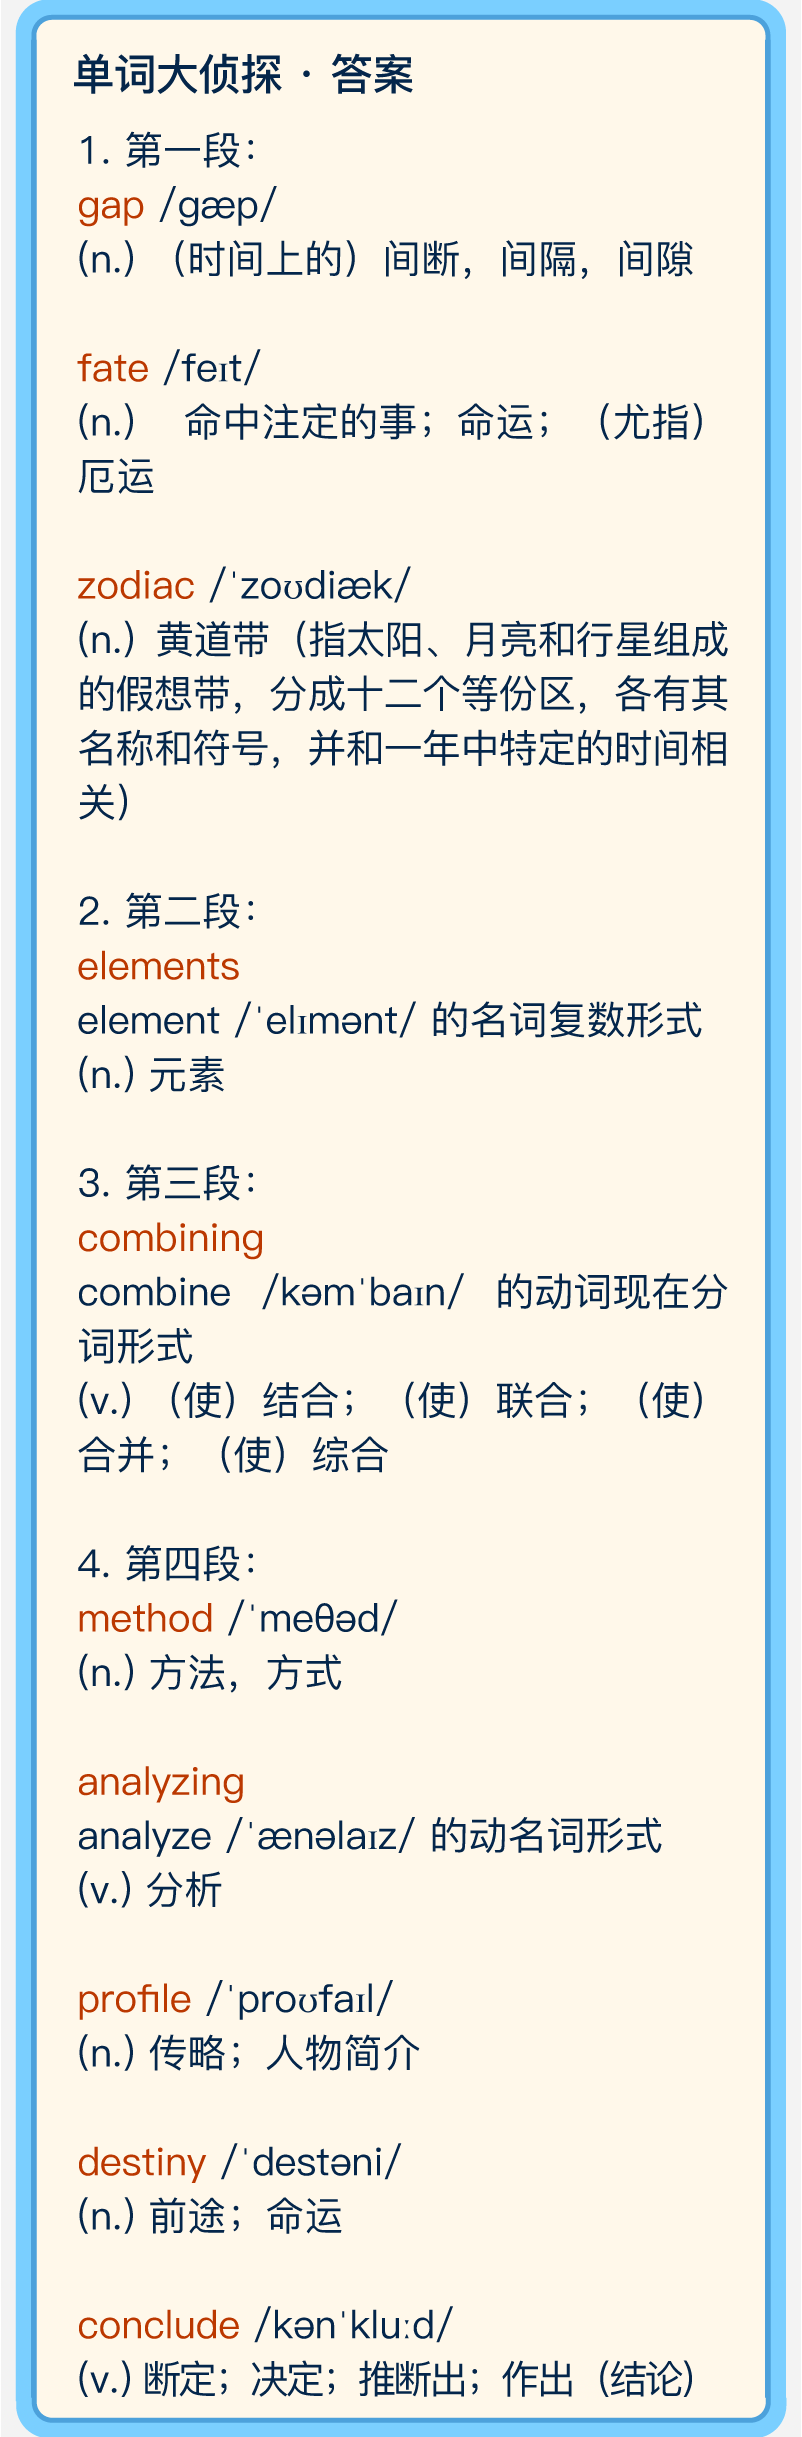 单词大侦探 · 答案
1. 第一段：
gap /gæp/
(n.) （时间上的）间断，间隔，间隙
fate /feɪt/
(n.) 命中注定的事；命运；（尤指）
厄运
zodiac /ˈzoʊdiæk/
(n.) 黄道带（指太阳、月亮和行星组成
的假想带，分成十二个等份区，各有其
名称和符号，并和一年中特定的时间相
关）
2. 第二段：
elements
element /ˈelɪmənt/ 的名词复数形式
(n.) 元素
3. 第三段：
combining
combine /kəmˈbaɪn/ 的动词现在分
词形式
(v.) （使）结合；（使）联合；（使）
合并；（使）综合
4. 第四段：
method /ˈmeθəd/
(n.) 方法，方式
analyzing
analyze /ˈænəlaɪz/ 的动名词形式
(v.) 分析
profile /ˈproʊfaɪl/
(n.) 传略；人物简介
destiny /ˈdestəni/
(n.) 前途；命运
conclude /kənˈkluːd/
(v.) 断定；决定；推断出；作出（结论）